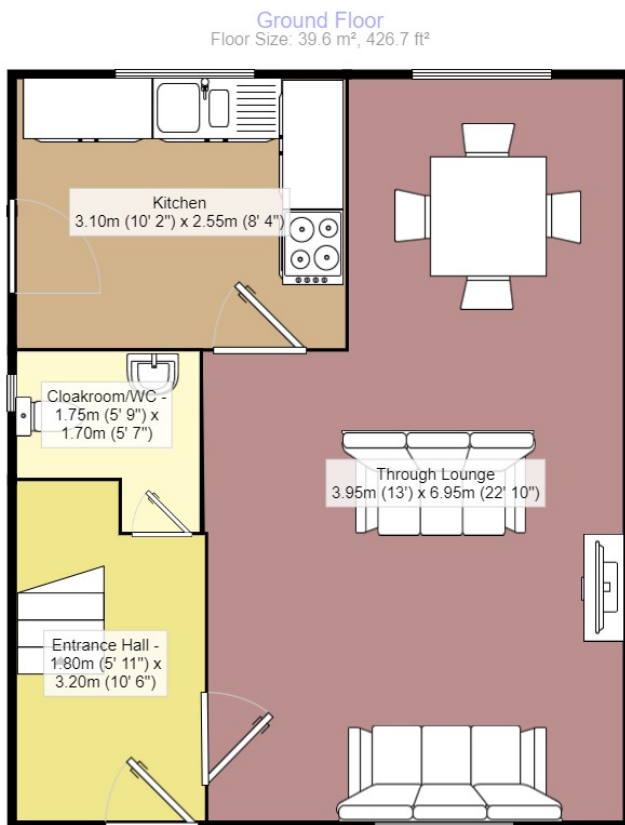 Ground Floor
Floor Size: 39.6 m², 426.7 ft²
Kitchen
3.10m (10' 2") x 2.55m (8' 4")
Cloakroom/WC -
1.75m (5' 9") x
1.70m (5' 7")
Through Lounge
3.95m (13') x 6.95m (22' 10")
Entrance Hall -
1.80m (5' 11") x
3.20m (10' 6")